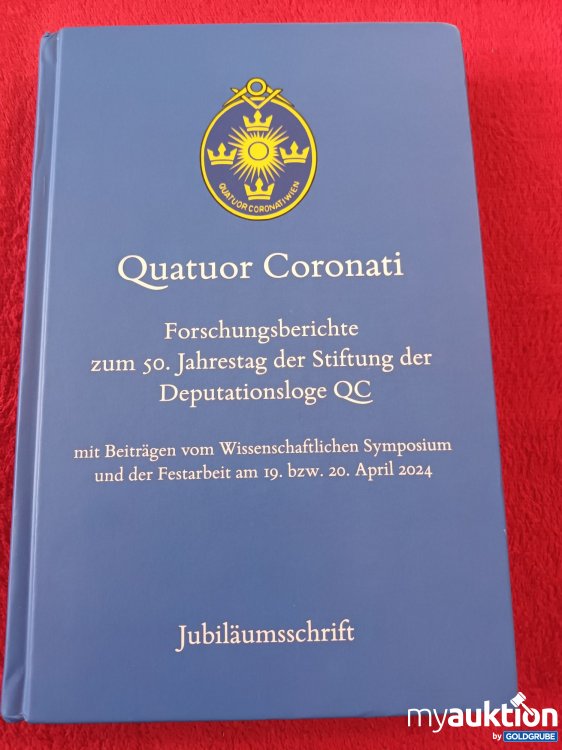 QUATUOR CORONATI WIEN
Quatuor Coronati
Forschungsberichte
zum 50. Jahrestag der Stiftung der
Deputationsloge QC
mit Beiträgen vom Wissenschaftlichen Symposium
und der Festarbeit am 19. bzw. 20. April 2024
Jubiläumsschrift
myauktion
by GOLDGRUBE